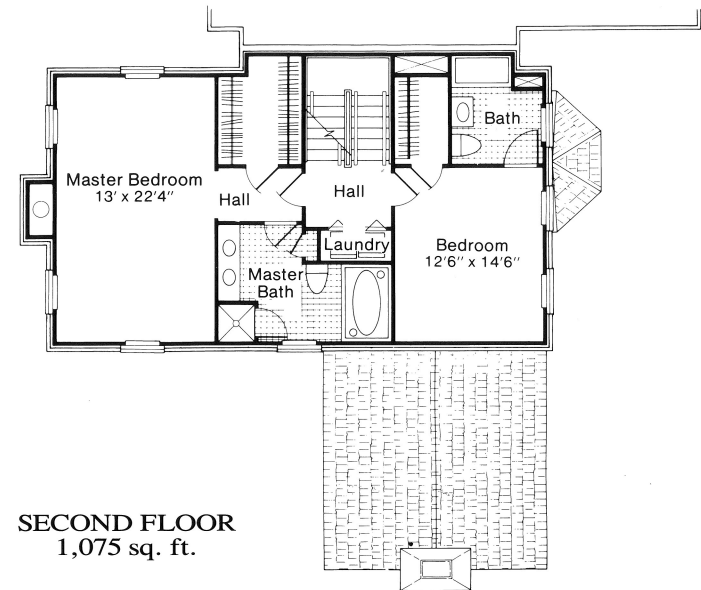 Bath
Master Bedroom
13' x 22'4"
Hall
Hall
Laundry
Bedroom
12'6" x 14'6"
Master
Bath
SECOND FLOOR
1,075 sq. ft.